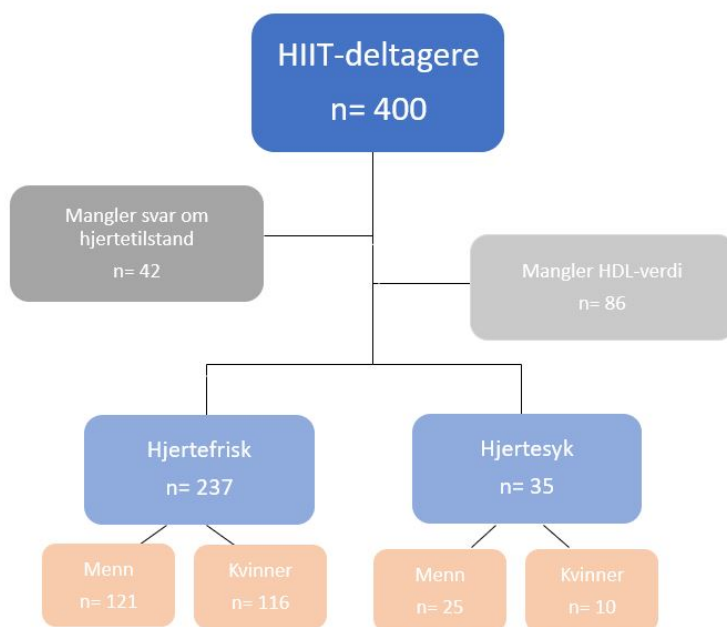 HIIT-deltagere
n= 400
Mangler svar om
hjertetilstand
n= 42
Mangler HDL-verdi
n= 86
Hjertefrisk
n= 237
Hjertesyk
n= 35
Menn
n= 121
Kvinner
n= 116
Menn
n= 25
Kvinner
n= 10